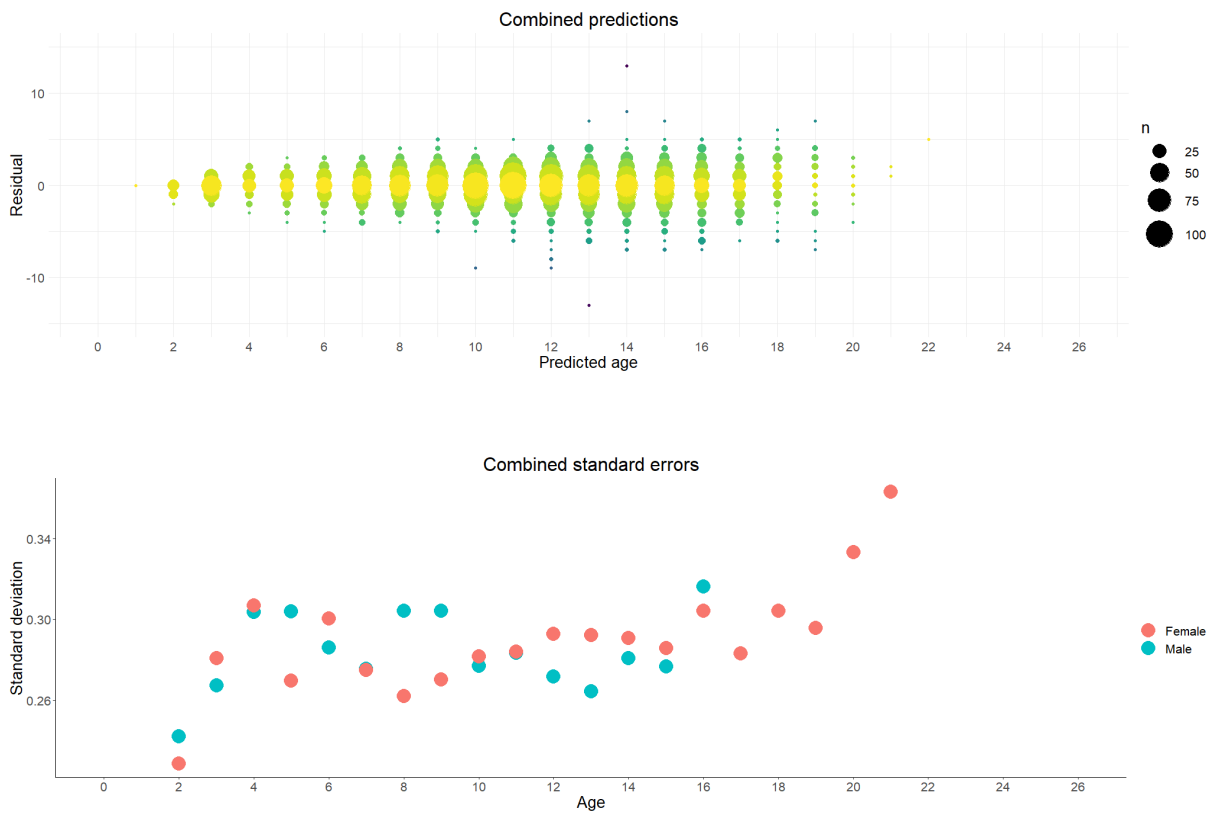 Combined predictions
Residual
10
0
-10
0 2 4 6 8 10 12 14 16 18 20 22 24 26
Predicted age
n
25
50
75
100
Combined standard errors
Standard deviation
0.34
0.30
0.26
0 2 4 6 8 10 12 14 16 18 20 22 24 26
Age
Female
Male